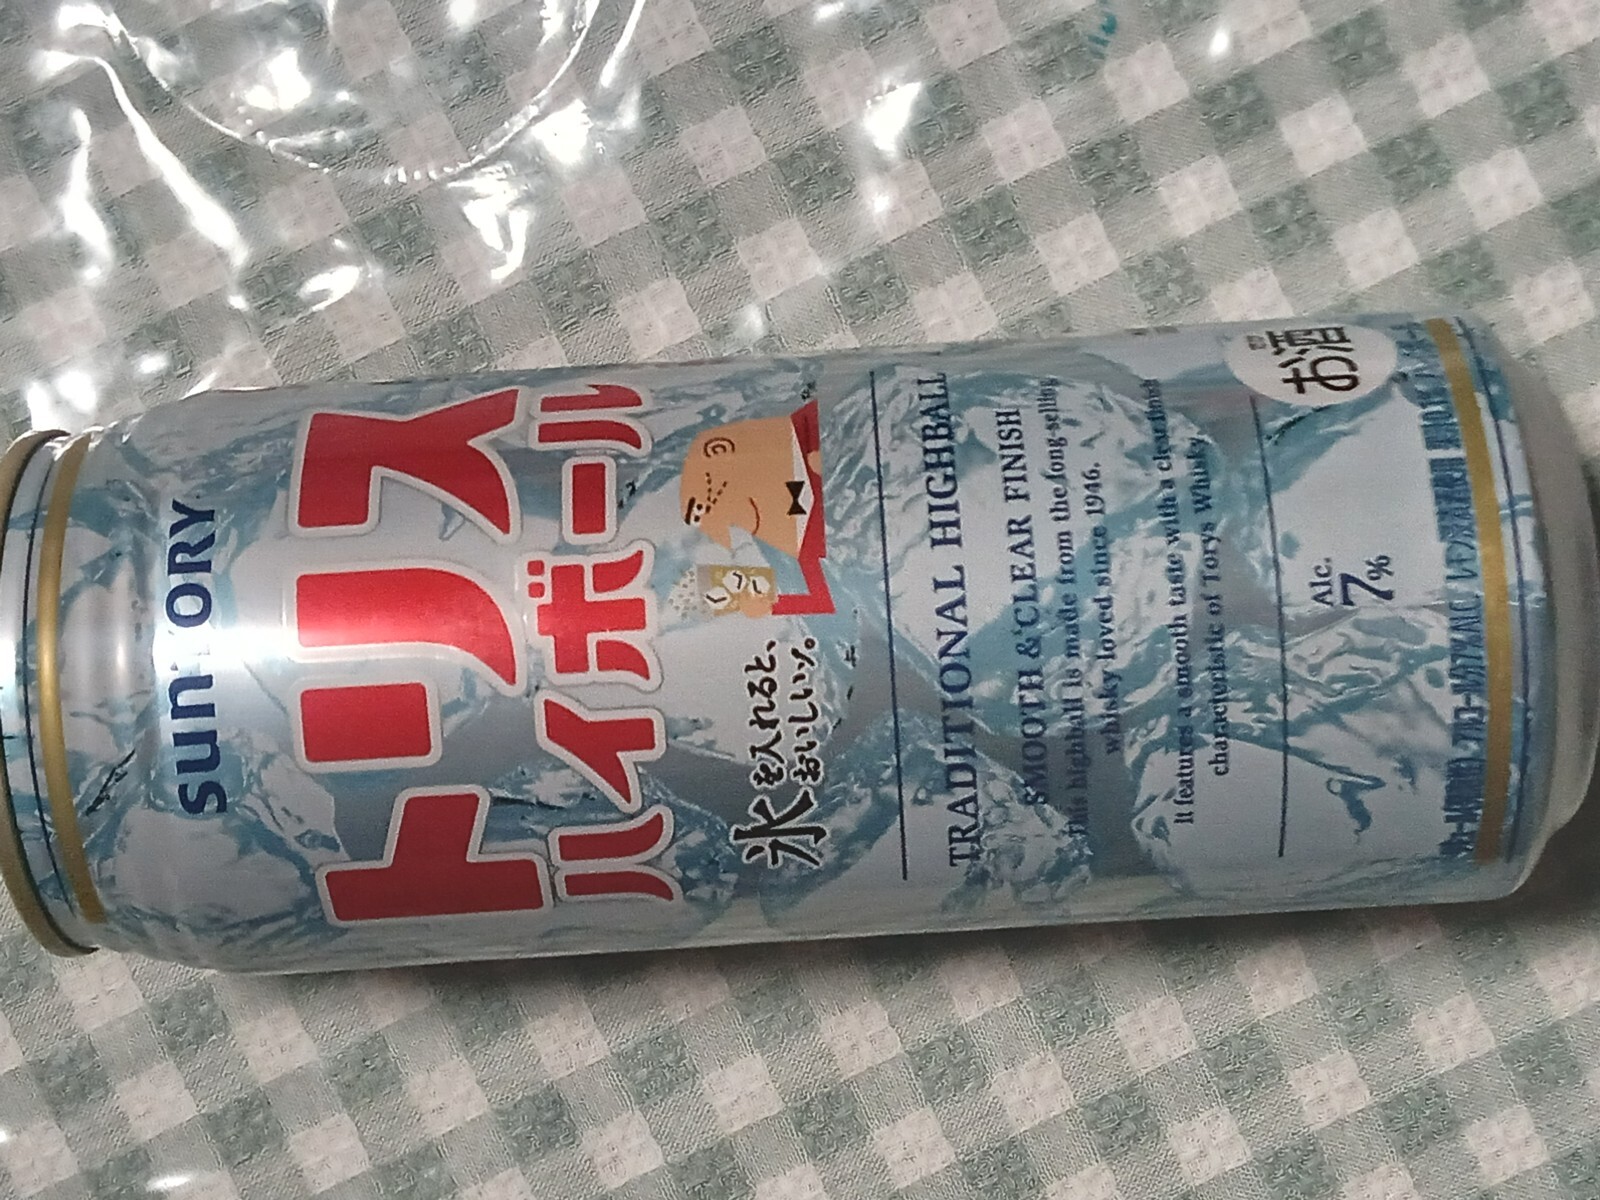 SUNTORY
トリス
ハイボール
氷を入れると、
おいしいッ。
TRADITIONAL HIGHBALL
SMOOTH & CLEAR FINISH
This highball is made from the long-selling
whisky loved since 1946.
It features a smooth taste with a clear finish
characteristic of Torys Whisky.
Alc.
7%
お酒